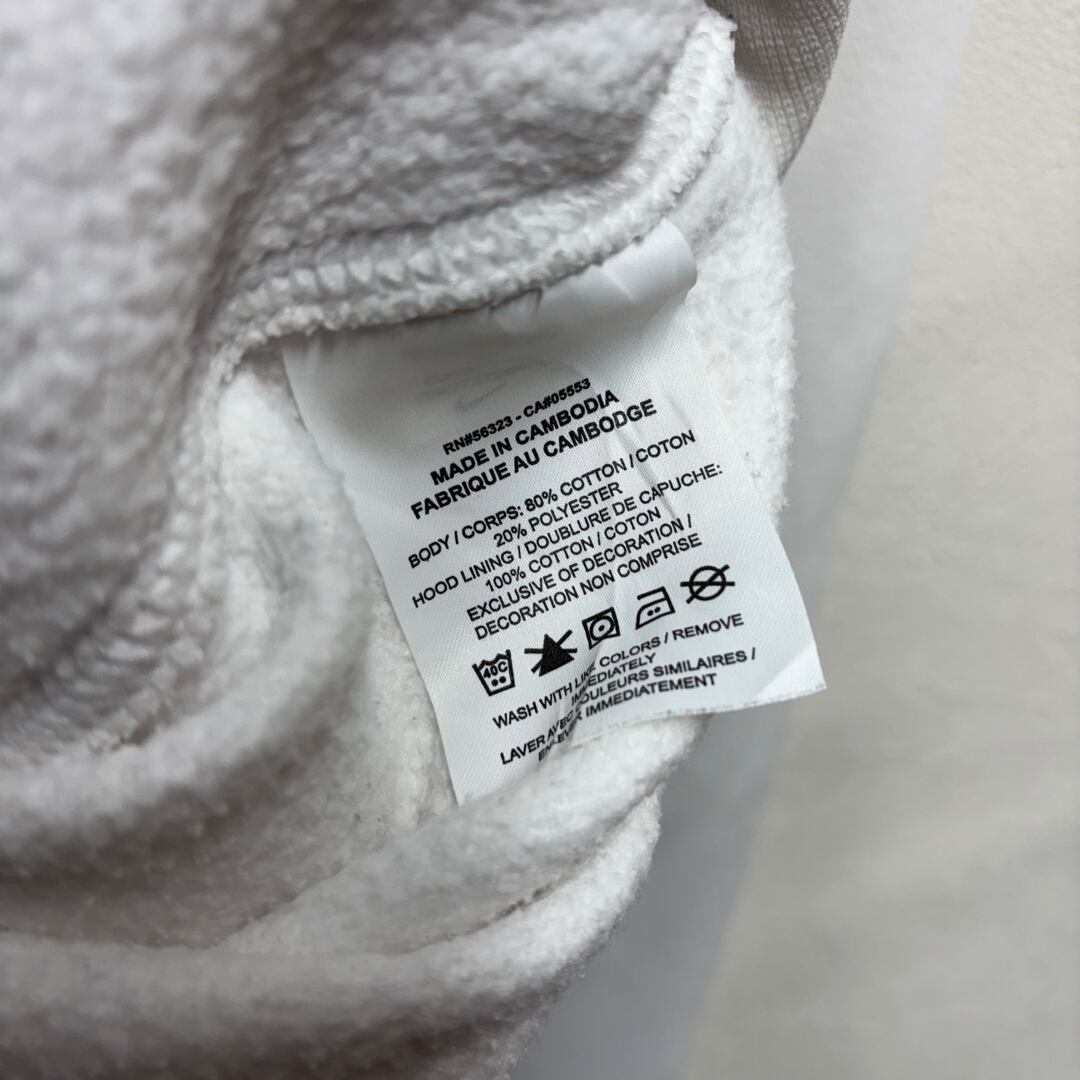 RN#56323 - CA#05553
MADE IN CAMBODIA
FABRIQUE AU CAMBODGE
BODY / CORPS: 80% COTTON / COTON
20% POLYESTER
HOOD LINING / DOUBLURE DE CAPUCHE:
100% COTTON / COTON
EXCLUSIVE OF DECORATION /
DECORATION NON COMPRISE
40C
WASH WITH LIKE COLORS / REMOVE
IMMEDIATELY
LAVER AVEC COULEURS SIMILAIRES /
ENLEVER IMMEDIATEMENT